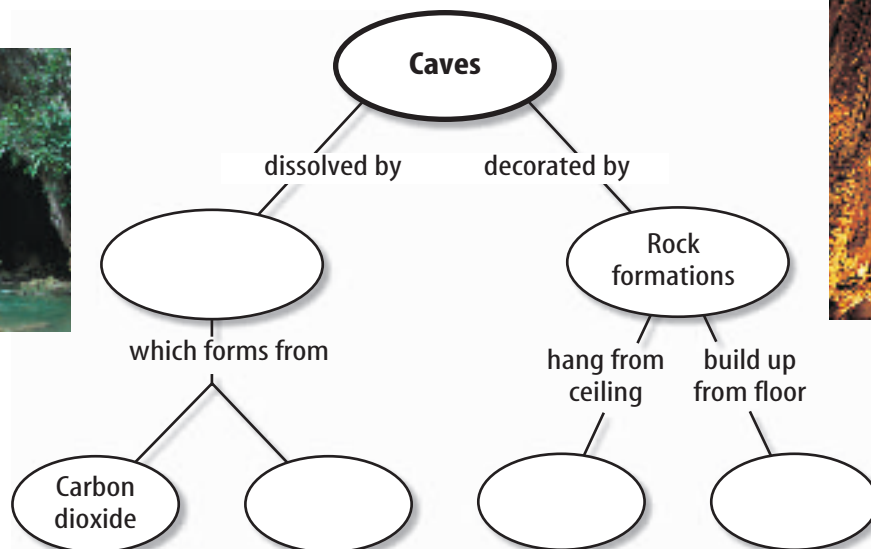 Caves
dissolved by
decorated by
Rock
formations
which forms from
hang from
ceiling
build up
from floor
Carbon
dioxide